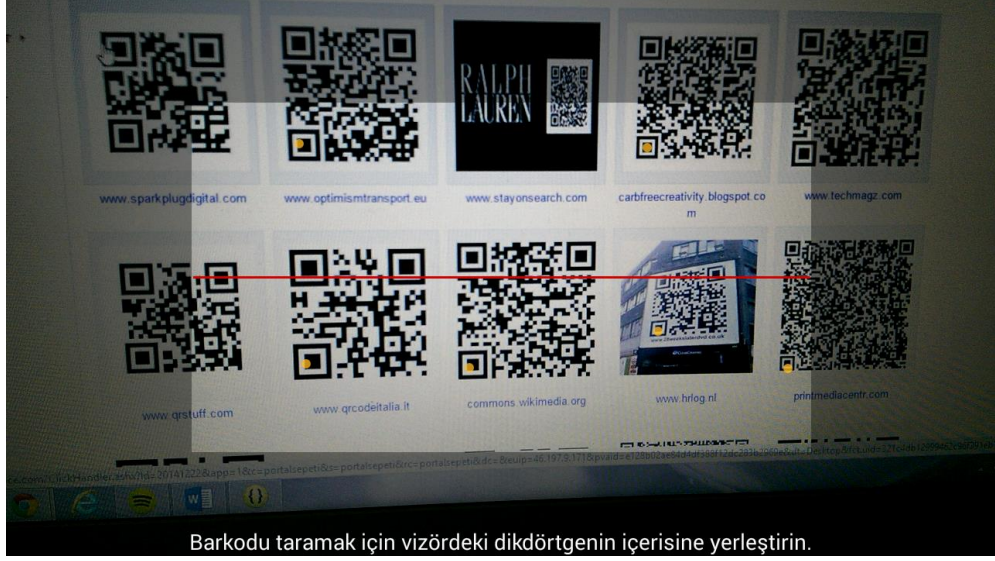 RALPH
LAUREN
www.sparkplugdigital.com
www.optimismtransport.eu
www.stayonsearch.com
carbfreecreativity.blogspot.co
m
www.techmagz.com
www.qrstuff.com
www.qrcodeitalia.it
commons.wikimedia.org
www.hrlog.nl
printmediacentr.com
Barkodu taramak için vizördeki dikdörtgenin içerisine yerleştirin.